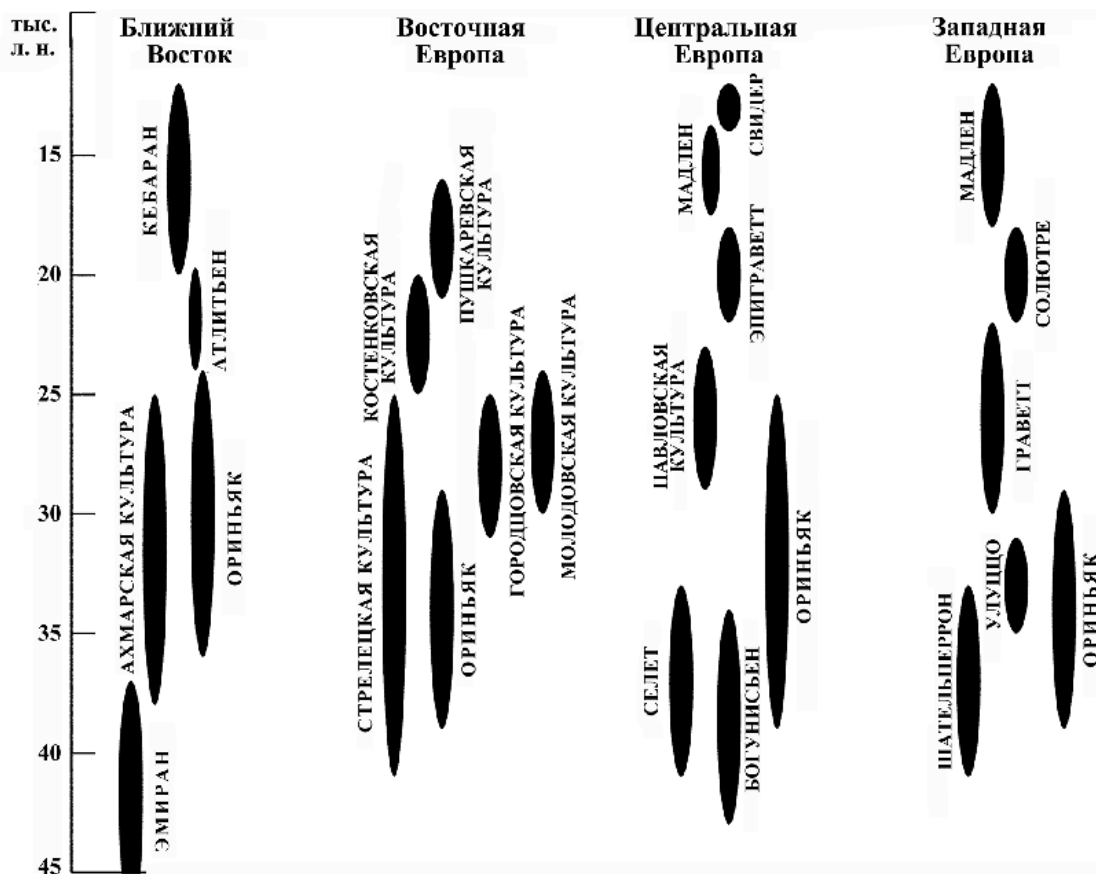 тыс.
л. н.
Ближний
Восток
Восточная
Европа
Центральная
Европа
Западная
Европа
15
20
25
30
35
40
45
КЕБАРАН
АТЛИТЬЕН
АХМАРСКАЯ КУЛЬТУРА
ОРИНЬЯК
ЭМИРАН
ПУШКАРЕВСКАЯ
КУЛЬТУРА
КОСТЕНКОВСКАЯ
КУЛЬТУРА
СТРЕЛЕЦКАЯ КУЛЬТУРА
ОРИНЬЯК
ГОРОДЦОВСКАЯ КУЛЬТУРА
МОЛОДОВСКАЯ КУЛЬТУРА
СВИДЕР
МАДЛЕН
ЭПИГРАВЕТТ
ПАВЛОВСКАЯ
КУЛЬТУРА
ОРИНЬЯК
СЕЛЕТ
БОГУНИСЬЕН
МАДЛЕН
СОЛЮТРЕ
ГРАВЕТТ
УЛУЦЦО
ШАТЕЛЬПЕРРОН
ОРИНЬЯК